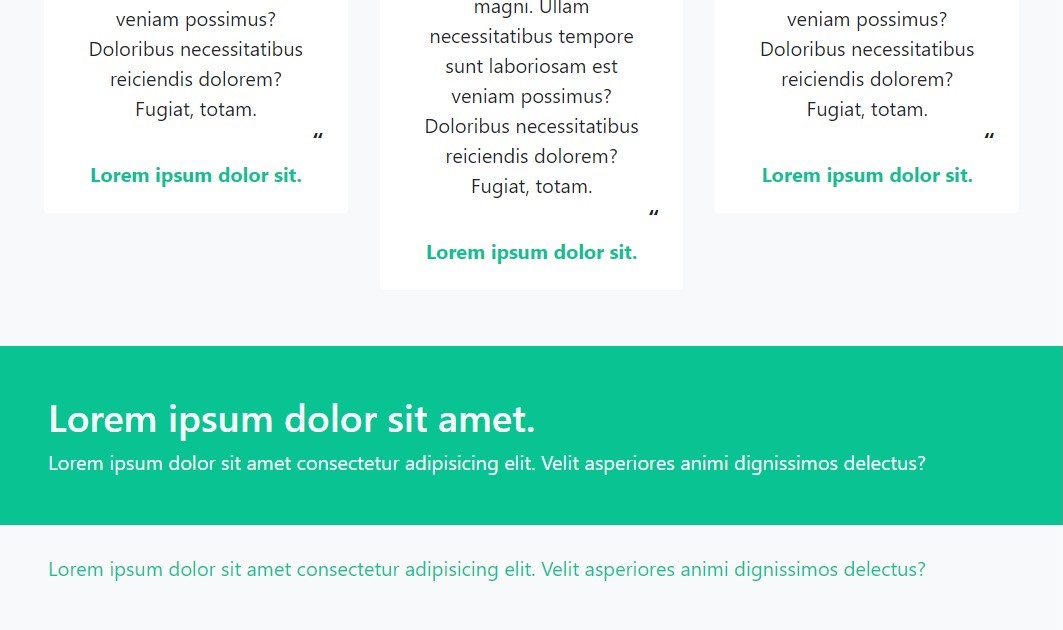 veniam possimus?
Doloribus necessitatibus
reiciendis dolorem?
Fugiat, totam.
“
Lorem ipsum dolor sit.
magni. Ullam
necessitatibus tempore
sunt laboriosam est
veniam possimus?
Doloribus necessitatibus
reiciendis dolorem?
Fugiat, totam.
“
Lorem ipsum dolor sit.
veniam possimus?
Doloribus necessitatibus
reiciendis dolorem?
Fugiat, totam.
“
Lorem ipsum dolor sit.
Lorem ipsum dolor sit amet.
Lorem ipsum dolor sit amet consectetur adipisicing elit. Velit asperiores animi dignissimos delectus?
Lorem ipsum dolor sit amet consectetur adipisicing elit. Velit asperiores animi dignissimos delectus?